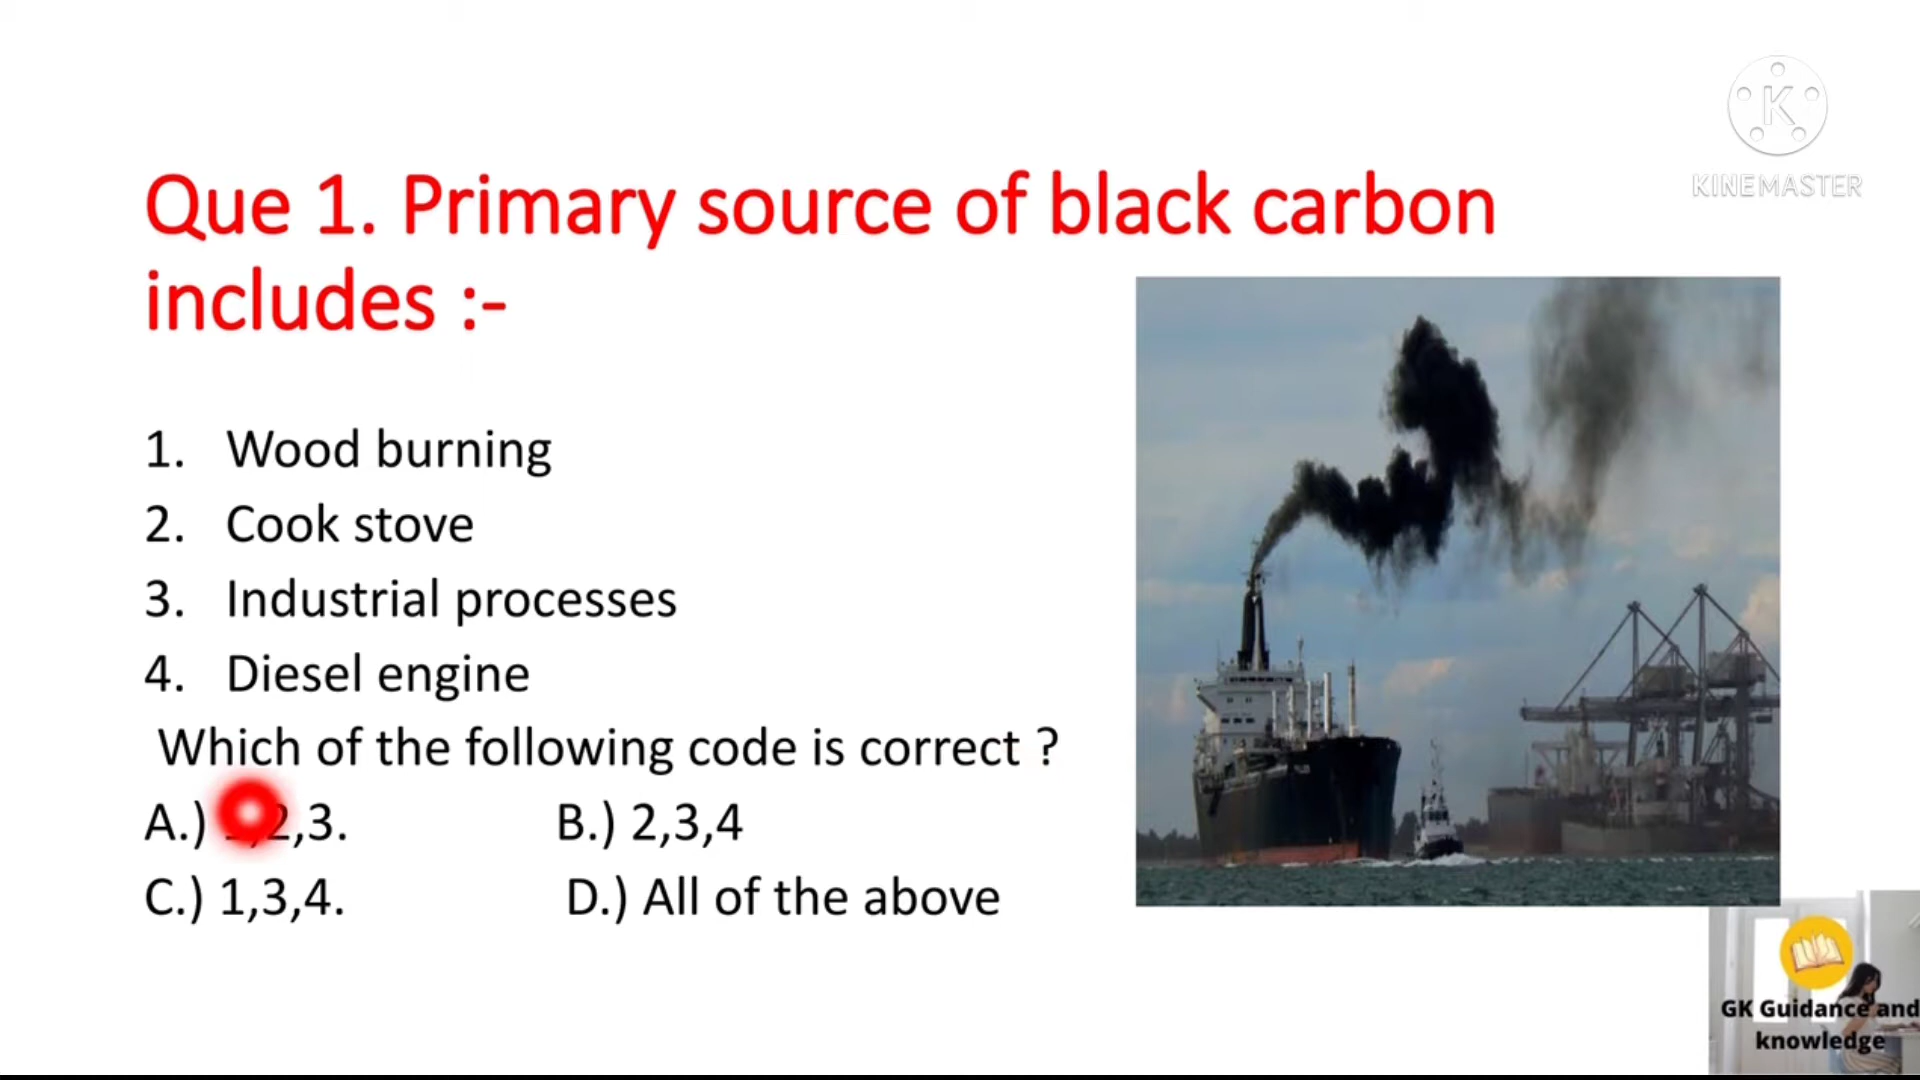 KINEMASTER
Que 1. Primary source of black carbon
includes :-
1. Wood burning
2. Cook stove
3. Industrial processes
4. Diesel engine
Which of the following code is correct ?
A.) 1,2,3.
B.) 2,3,4
C.) 1,3,4.
D.) All of the above
GK Guidance and
knowledge